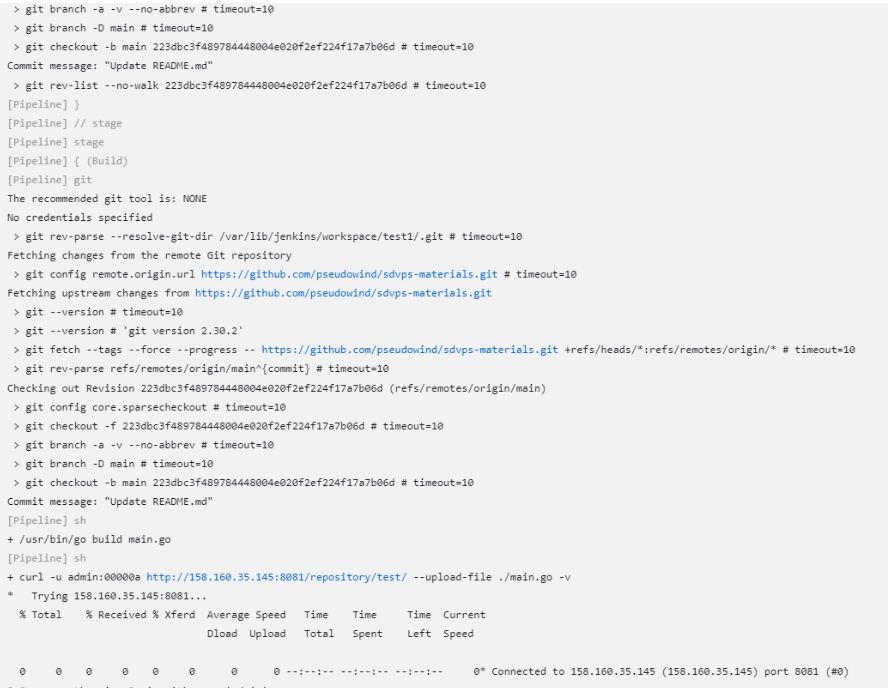 > git branch -a -v --no-abbrev # timeout=10
> git branch -D main # timeout=10
> git checkout -b main 223dbc3f489784448004e020f2ef224f17a7b06d # timeout=10
Commit message: "Update README.md"
> git rev-list --no-walk 223dbc3f489784448004e020f2ef224f17a7b06d # timeout=10
[Pipeline] }
[Pipeline] // stage
[Pipeline] stage
[Pipeline] { (Build)
[Pipeline] git
The recommended git tool is: NONE
No credentials specified
> git rev-parse --resolve-git-dir /var/lib/jenkins/workspace/test1/.git # timeout=10
Fetching changes from the remote Git repository
> git config remote.origin.url https://github.com/pseudowind/sdvps-materials.git # timeout=10
Fetching upstream changes from https://github.com/pseudowind/sdvps-materials.git
> git --version # timeout=10
> git --version # 'git version 2.30.2'
> git fetch --tags --force --progress -- https://github.com/pseudowind/sdvps-materials.git +refs/heads/*:refs/remotes/origin/* # timeout=10
> git rev-parse refs/remotes/origin/main^{commit} # timeout=10
Checking out Revision 223dbc3f489784448004e020f2ef224f17a7b06d (refs/remotes/origin/main)
> git config core.sparsecheckout # timeout=10
> git checkout -f 223dbc3f489784448004e020f2ef224f17a7b06d # timeout=10
> git branch -a -v --no-abbrev # timeout=10
> git branch -D main # timeout=10
> git checkout -b main 223dbc3f489784448004e020f2ef224f17a7b06d # timeout=10
Commit message: "Update README.md"
[Pipeline] sh
+ /usr/bin/go build main.go
[Pipeline] sh
+ curl -u admin:00000a http://158.160.35.145:8081/repository/test/ --upload-file ./main.go -v
* Trying 158.160.35.145:8081...
% Total % Received % Xferd Average Speed Time Time Time Current
Dload Upload Total Spent Left Speed
0 0 0 0 0 0 0 0 --:--:-- --:--:-- --:--:-- 0* Connected to 158.160.35.145 (158.160.35.145) port 8081 (#0)